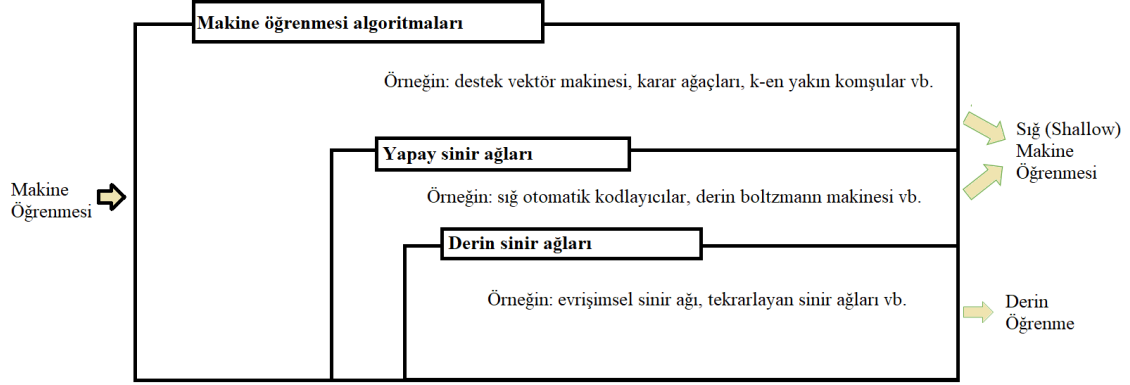 Makine öğrenmesi algoritmaları
Örneğin: destek vektör makinesi, karar ağaçları, k-en yakın komşular vb.
Sığ (Shallow)
Makine
Öğrenmesi
Yapay sinir ağları
Makine
Öğrenmesi
Örneğin: sığ otomatik kodlayıcılar, derin boltzmann makinesi vb.
Derin sinir ağları
Örneğin: evrişimsel sinir ağı, tekrarlayan sinir ağları vb.
Derin
Öğrenme